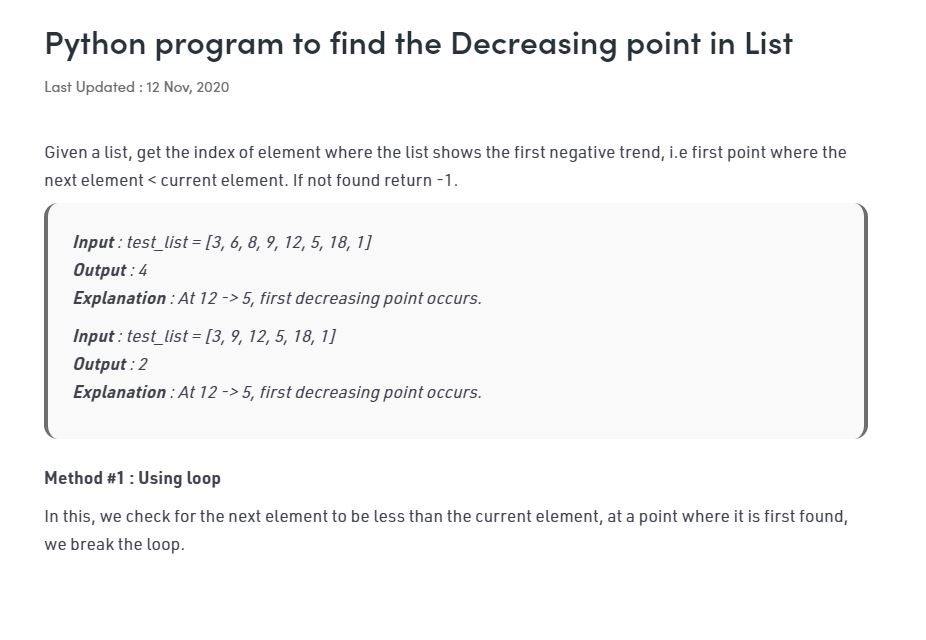 Python program to find the Decreasing point in List
Last Updated : 12 Nov, 2020
Given a list, get the index of element where the list shows the first negative trend, i.e first point where the
next element < current element. If not found return -1.
Input : test_list = [3, 6, 8, 9, 12, 5, 18, 1]
Output : 4
Explanation : At 12 -> 5, first decreasing point occurs.
Input : test_list = [3, 9, 12, 5, 18, 1]
Output : 2
Explanation : At 12 -> 5, first decreasing point occurs.
Method #1 : Using loop
In this, we check for the next element to be less than the current element, at a point where it is first found,
we break the loop.